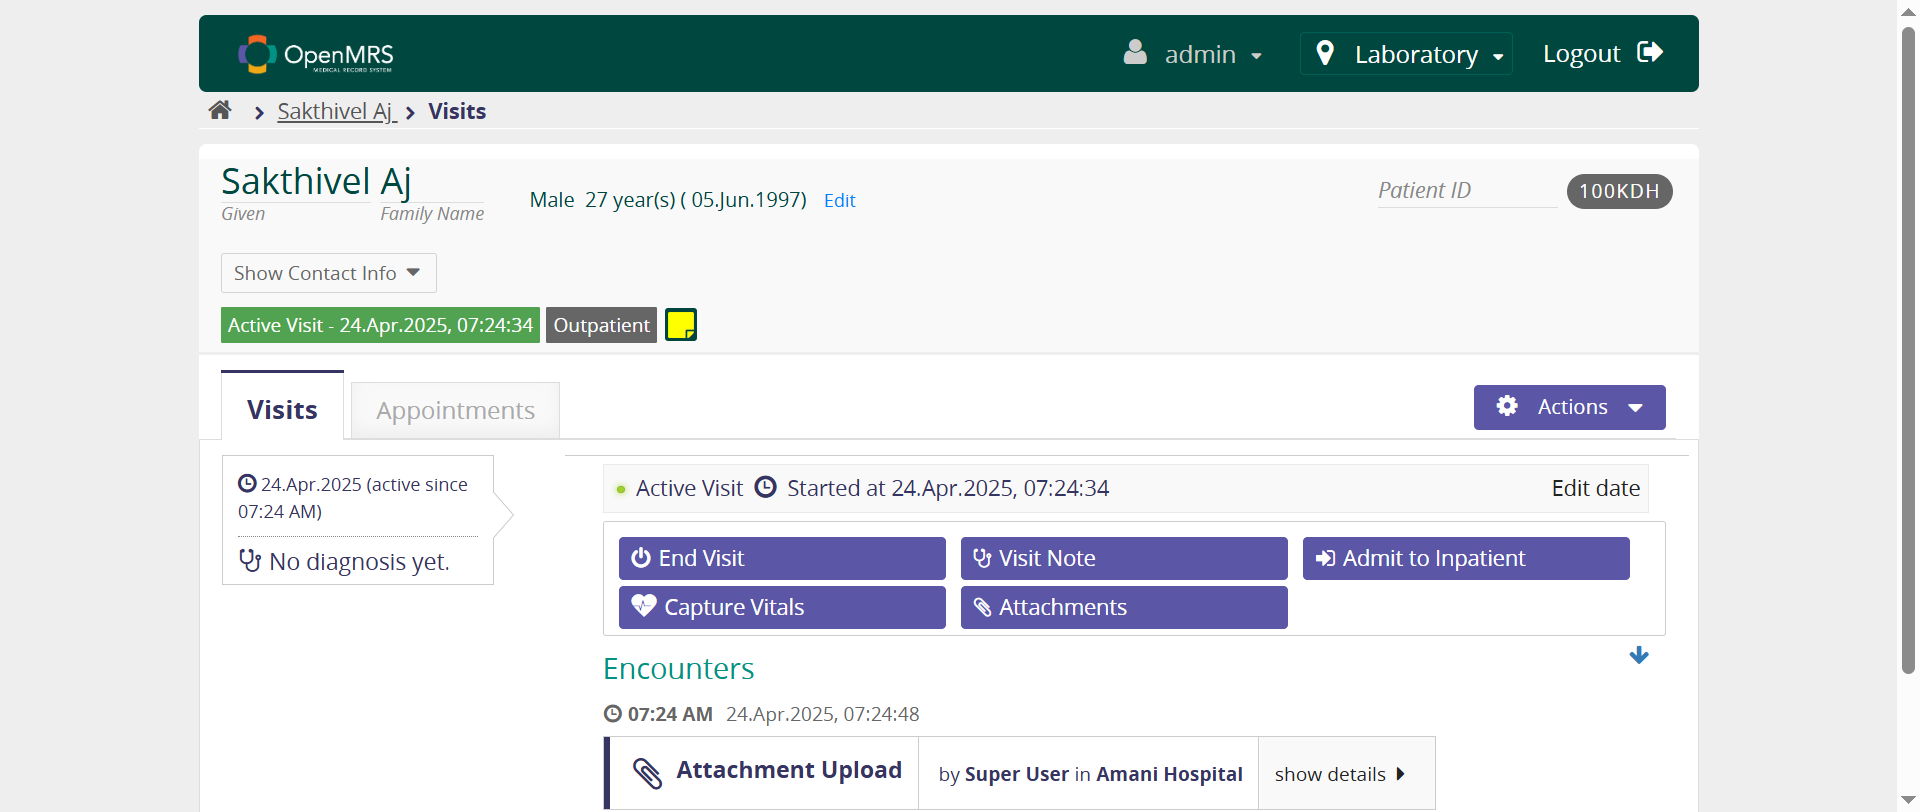 OpenMRS
MEDICAL RECORD SYSTEM
admin
Laboratory
Logout
Sakthivel Aj
Visits
Sakthivel Aj
Given
Family Name
Male 27 year(s) ( 05.Jun.1997) Edit
Patient ID
100KDH
Show Contact Info
Active Visit - 24.Apr.2025, 07:24:34
Outpatient
Visits
Appointments
Actions
24.Apr.2025 (active since
07:24 AM)
No diagnosis yet.
Active Visit Started at 24.Apr.2025, 07:24:34
Edit date
End Visit
Visit Note
Admit to Inpatient
Capture Vitals
Attachments
Encounters
07:24 AM 24.Apr.2025, 07:24:48
Attachment Upload
by Super User in Amani Hospital
show details